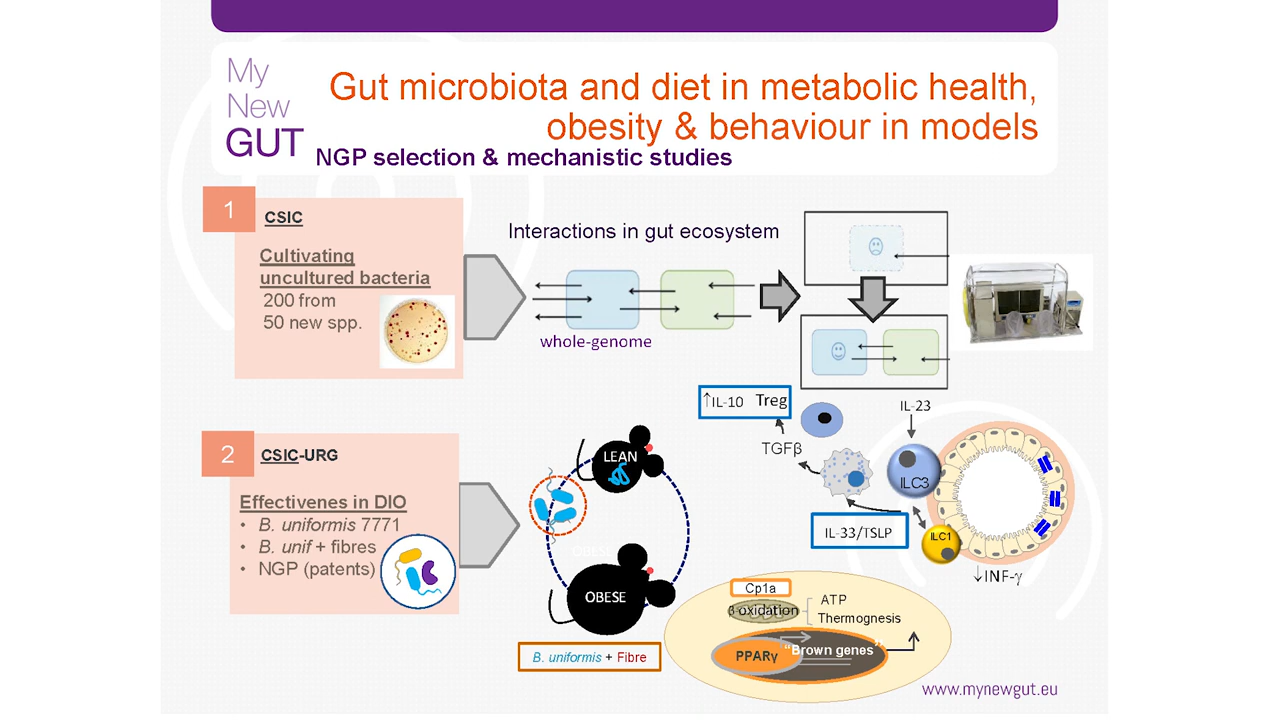 My
New
GUT
Gut microbiota and diet in metabolic health,
obesity & behaviour in models
NGP selection & mechanistic studies
1
CSIC
Cultivating
uncultured bacteria
200 from
50 new spp.
Interactions in gut ecosystem
whole-genome
2
CSIC-URG
Effectivenes in DIO
• B. uniformis 7771
• B. unif + fibres
• NGP (patents)
LEAN
OBESE
OBESE
B. uniformis + Fibre
↑IL-10 Treg
TGFβ
IL-23
ILC3
IL-33/TSLP
ILC1
↓INF-γ
Cp1a
β-oxidation
ATP
Thermognesis
PPARγ
"Brown genes"
www.mynewgut.eu